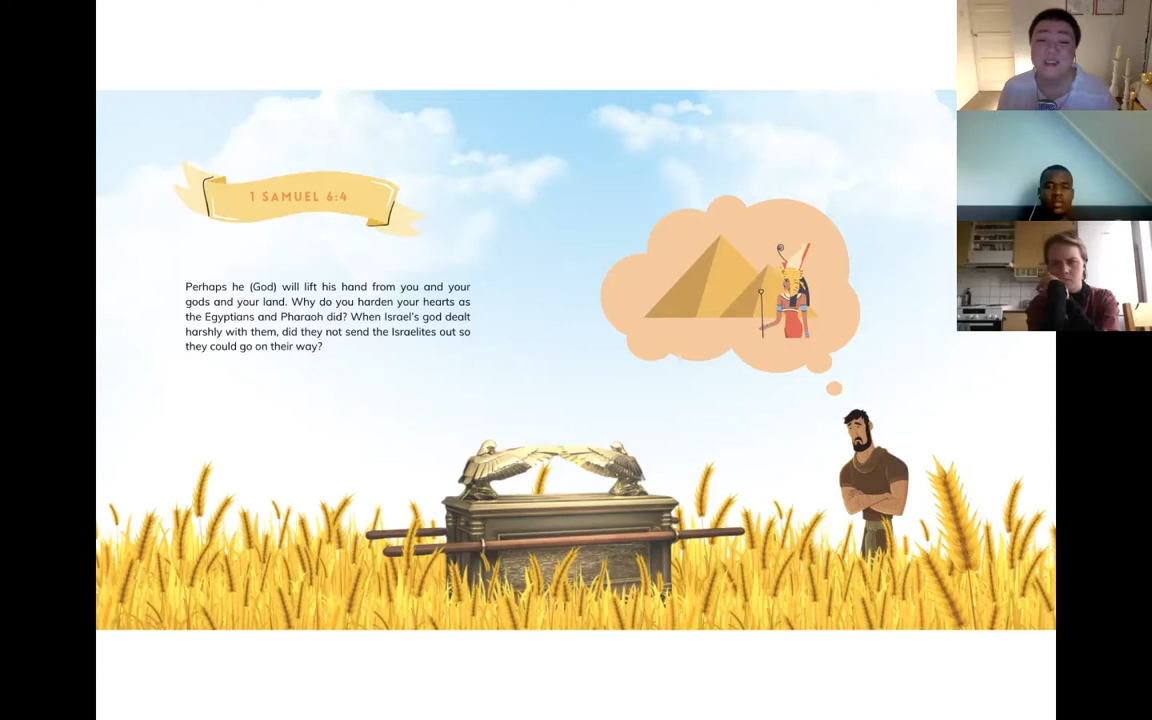 1 SAMUEL 6:4
Perhaps he (God) will lift his hand from you and your
gods and your land. Why do you harden your hearts as
the Egyptians and Pharaoh did? When Israel's god dealt
harshly with them, did they not send the Israelites out so
they could go on their way?